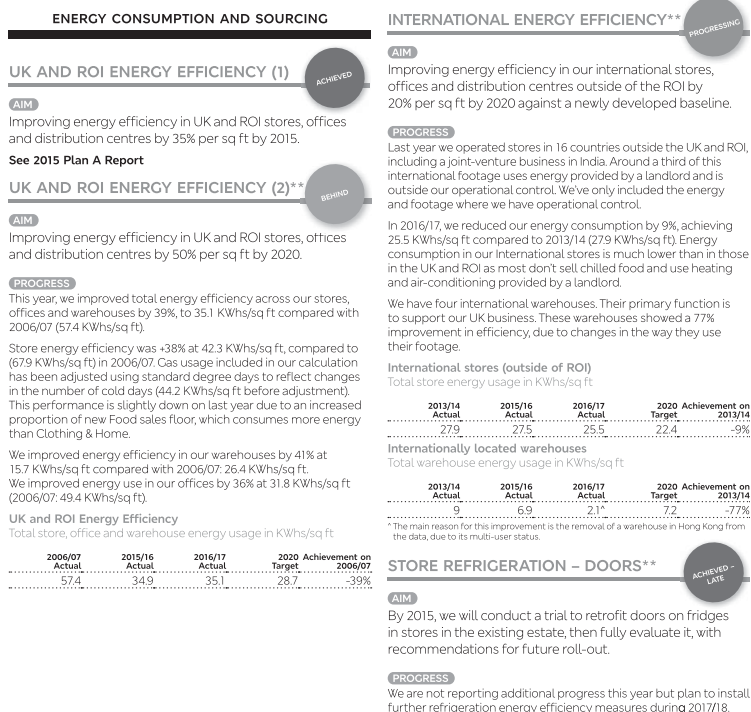 ENERGY CONSUMPTION AND SOURCING
UK AND ROI ENERGY EFFICIENCY (1)
ACHIEVED
AIM
Improving energy efficiency in UK and ROI stores, offices
and distribution centres by 35% per sq ft by 2015.
See 2015 Plan A Report
UK AND ROI ENERGY EFFICIENCY (2)**
BEHIND
AIM
Improving energy efficiency in UK and ROI stores, offices
and distribution centres by 50% per sq ft by 2020.
PROGRESS
This year, we improved total energy efficiency across our stores,
offices and warehouses by 39%, to 35.1 KWhs/sq ft compared with
2006/07 (57.4 KWhs/sq ft).
Store energy efficiency was +38% at 42.3 KWhs/sq ft, compared to
(67.9 KWhs/sq ft) in 2006/07. Gas usage included in our calculation
has been adjusted using standard degree days to reflect changes
in the number of cold days (44.2 KWhs/sq ft before adjustment).
This performance is slightly down on last year due to an increased
proportion of new Food sales floor, which consumes more energy
than Clothing & Home.
We improved energy efficiency in our warehouses by 41% at
15.7 KWhs/sq ft compared with 2006/07: 26.4 KWhs/sq ft.
We improved energy use in our offices by 36% at 31.8 KWhs/sq ft
(2006/07: 49.4 KWhs/sq ft).
UK and ROI Energy Efficiency
Total store, office and warehouse energy usage in KWhs/sq ft
2006/07 2015/16 2016/17 2020 Achievement on
Actual Actual Actual Target 2006/07
57.4 34.9 35.1 28.7 -39%
INTERNATIONAL ENERGY EFFICIENCY**
PROGRESSING
AIM
Improving energy efficiency in our international stores,
offices and distribution centres outside of the ROI by
20% per sq ft by 2020 against a newly developed baseline.
PROGRESS
Last year we operated stores in 16 countries outside the UK and ROI,
including a joint-venture business in India. Around a third of this
international footage uses energy provided by a landlord and is
outside our operational control. We've only included the energy
and footage where we have operational control.
In 2016/17, we reduced our energy consumption by 9%, achieving
25.5 KWhs/sq ft compared to 2013/14 (27.9 KWhs/sq ft). Energy
consumption in our International stores is much lower than in those
in the UK and ROI as most don't sell chilled food and use heating
and air-conditioning provided by a landlord.
We have four international warehouses. Their primary function is
to support our UK business. These warehouses showed a 77%
improvement in efficiency, due to changes in the way they use
their footage.
International stores (outside of ROI)
Total store energy usage in KWhs/sq ft
2013/14 2015/16 2016/17 2020 Achievement on
Actual Actual Actual Target 2013/14
27.9 27.5 25.5 22.4 -9%
Internationally located warehouses
Total warehouse energy usage in KWhs/sq ft
2013/14 2015/16 2016/17 2020 Achievement on
Actual Actual Actual Target 2013/14
9 6.9 2.1^ 7.2 -77%
^ The main reason for this improvement is the removal of a warehouse in Hong Kong from
the data, due to its multi-user status.
STORE REFRIGERATION – DOORS**
ACHIEVED –
LATE
AIM
By 2015, we will conduct a trial to retrofit doors on fridges
in stores in the existing estate, then fully evaluate it, with
recommendations for future roll-out.
PROGRESS
We are not reporting additional progress this year but plan to install
further refrigeration energy efficiency measures during 2017/18.